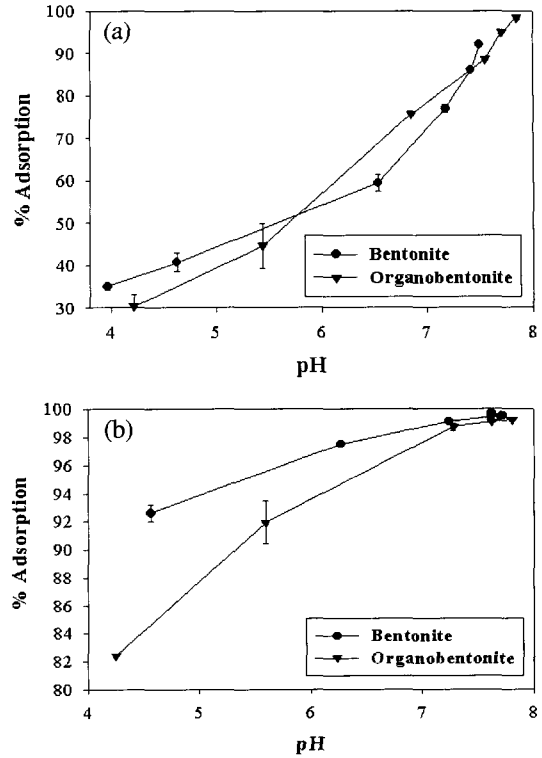 (a)
% Adsorption
100
90
80
70
60
50
40
30
Bentonite
Organobentonite
4 5 6 7 8
pH
(b)
% Adsorption
100
98
96
94
92
90
88
86
84
82
80
Bentonite
Organobentonite
4 5 6 7 8
pH